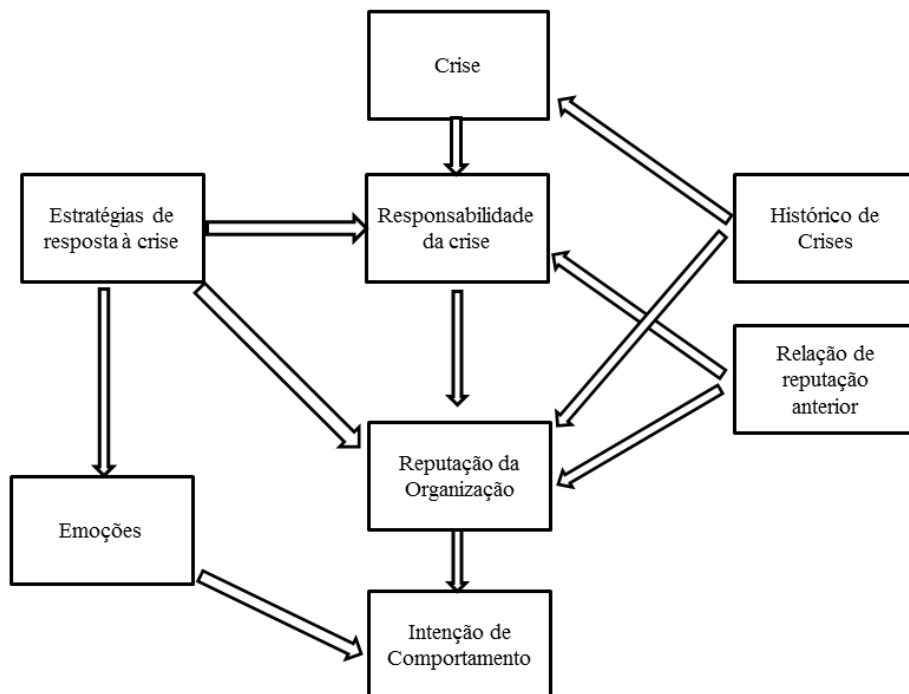 Crise
Estratégias de
resposta à crise
Responsabilidade
da crise
Histórico de
Crises
Relação de
reputação
anterior
Reputação da
Organização
Emoções
Intenção de
Comportamento